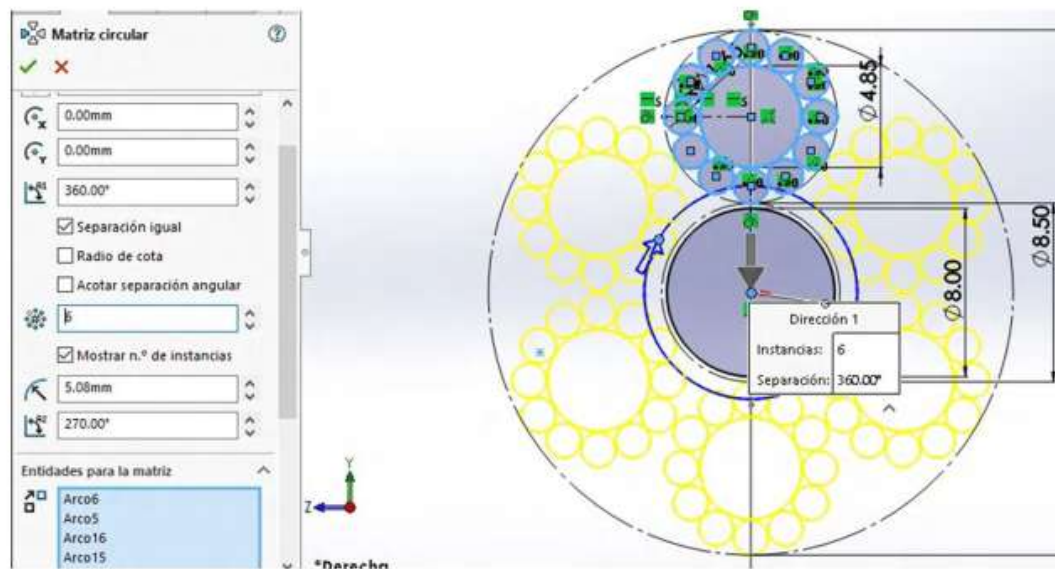 Matriz circular
0.00mm
0.00mm
360.00°
Separación igual
Radio de cota
Acotar separación angular
6
Mostrar n.º de instancias
5.08mm
270.00°
Entidades para la matriz
Arco6
Arco5
Arco16
Arco15
Ø4.85
Ø8.00
Ø8.50
Dirección 1
Instancias: 6
Separación: 360.00°
Y
Z
*Derecha